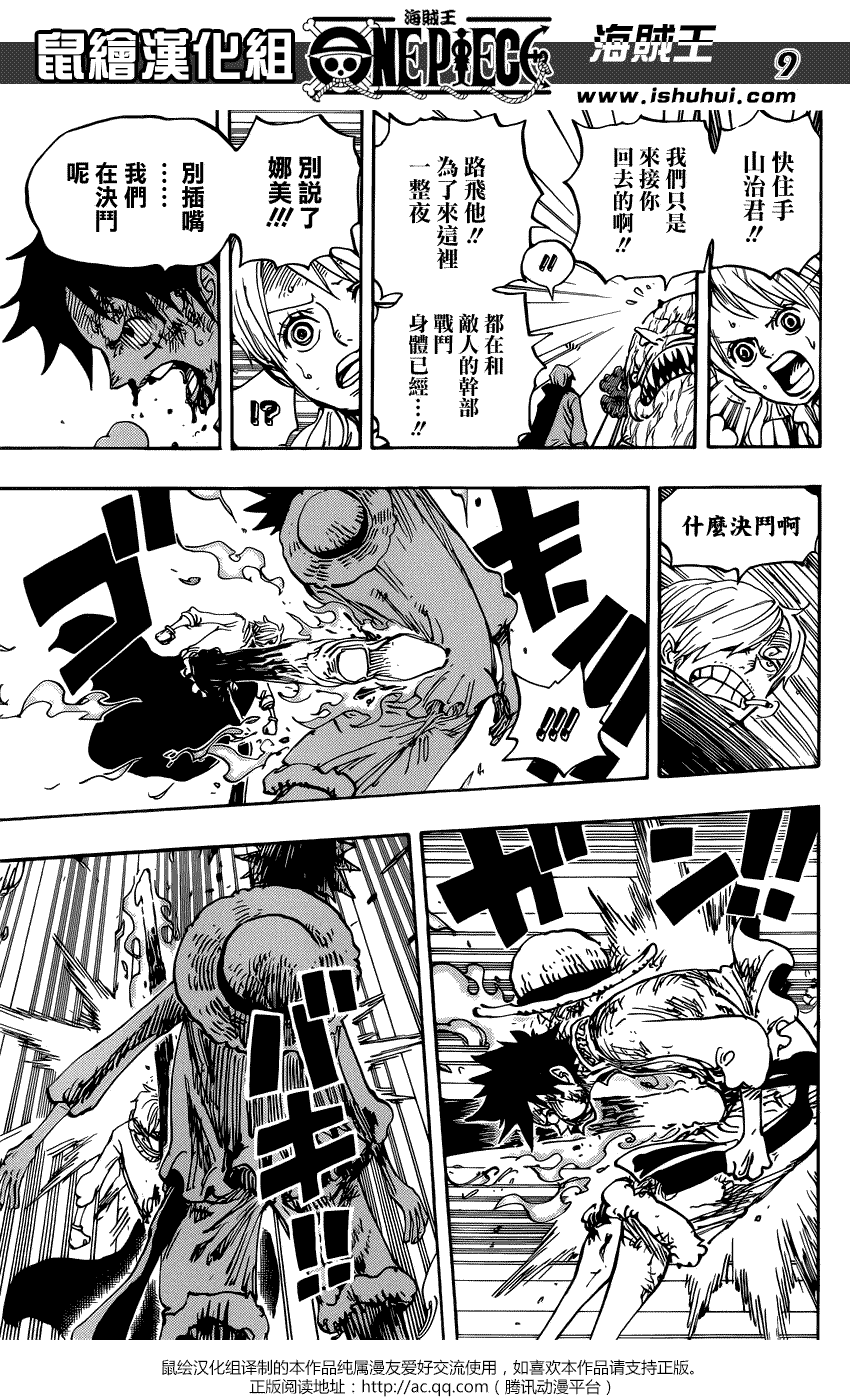 鼠繪漢化組
海賊王
ONE PIECE
海賊王
www.ishuhui.com
9
快住手
山治君!!
我們只是
來接你
回去的啊!!
路飛他!!
為了來這裡
一整夜
都在和
敵人的幹部
戰鬥
身體已經…!!
!!
別説了
娜美!!!
!?
別插嘴
……
我們
在決鬥
呢
什麼決鬥啊
ドゴォ
!!!
ガン!!
バキ!!
鼠绘汉化组译制的本作品纯属漫友爱好交流使用，如喜欢本作品请支持正版。
正版阅读地址：http://ac.qq.com（腾讯动漫平台）